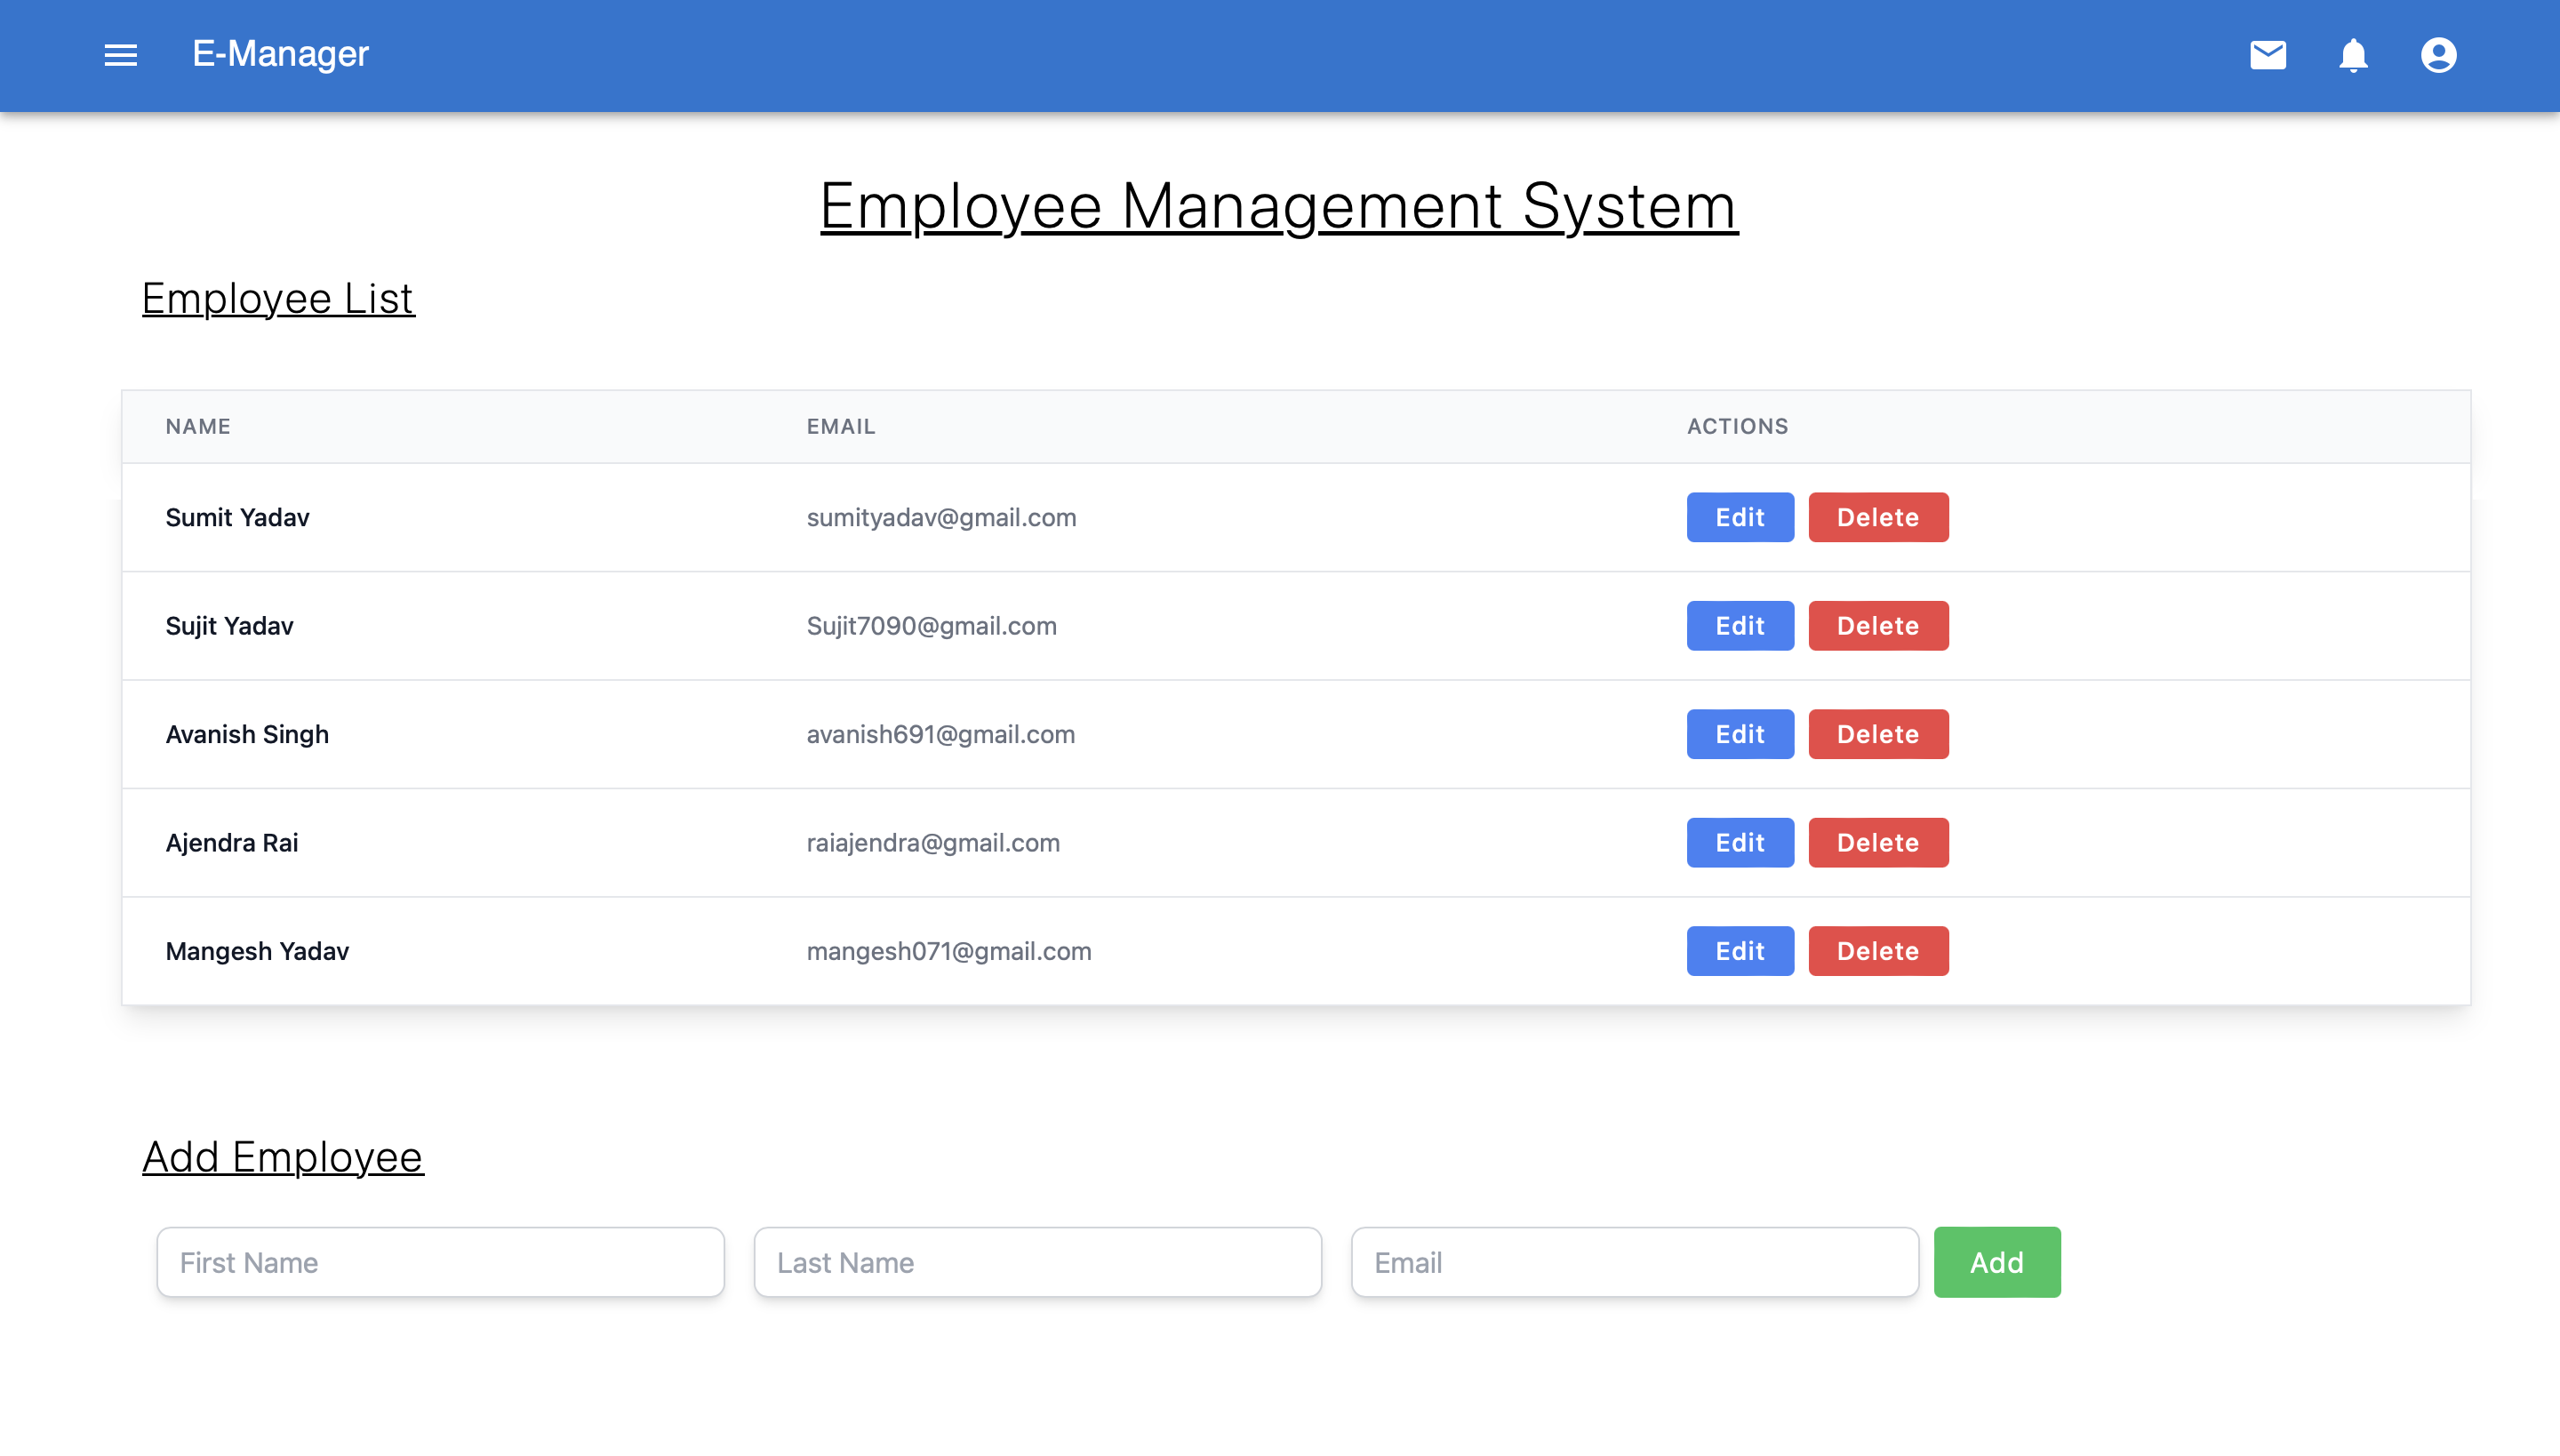 E-Manager
Employee Management System
Employee List
NAME EMAIL ACTIONS
Sumit Yadav sumityadav@gmail.com Edit Delete
Sujit Yadav Sujit7090@gmail.com Edit Delete
Avanish Singh avanish691@gmail.com Edit Delete
Ajendra Rai raiajendra@gmail.com Edit Delete
Mangesh Yadav mangesh071@gmail.com Edit Delete
Add Employee
First Name Last Name Email Add